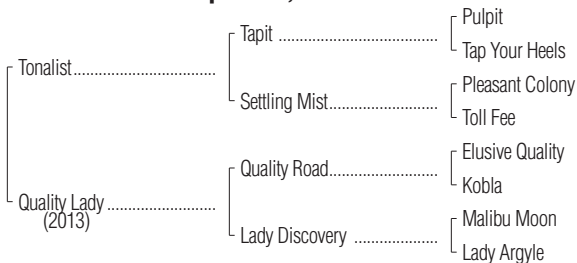 Pulpit
Tapit ........................................
Tap Your Heels
Tonalist....................................
Pleasant Colony
Settling Mist...........................
Toll Fee
Elusive Quality
Quality Road...........................
Kobla
Quality Lady ...........................
(2013)
Malibu Moon
Lady Discovery .....................
Lady Argyle